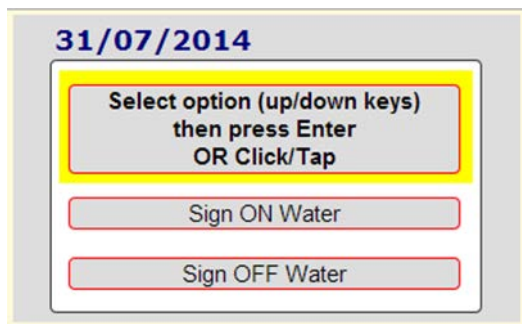 31/07/2014
Select option (up/down keys)
then press Enter
OR Click/Tap
Sign ON Water
Sign OFF Water